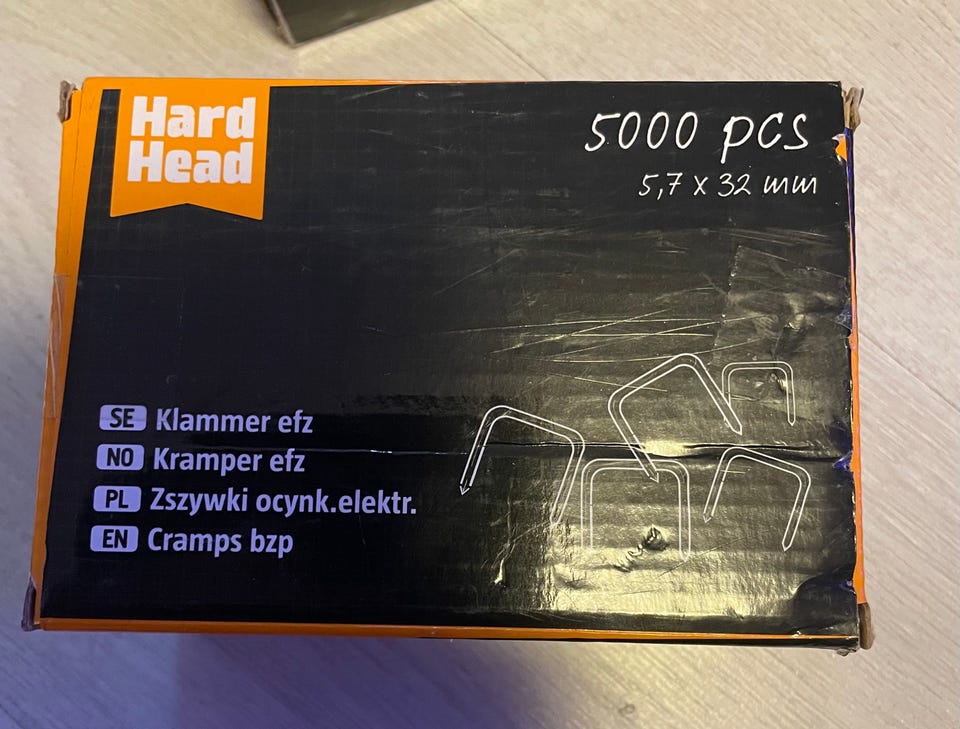 Hard
Head
5000 pcs
5,7 x 32 mm
SE Klammer efz
NO Kramper efz
PL Zszywki ocynk.elektr.
EN Cramps bzp